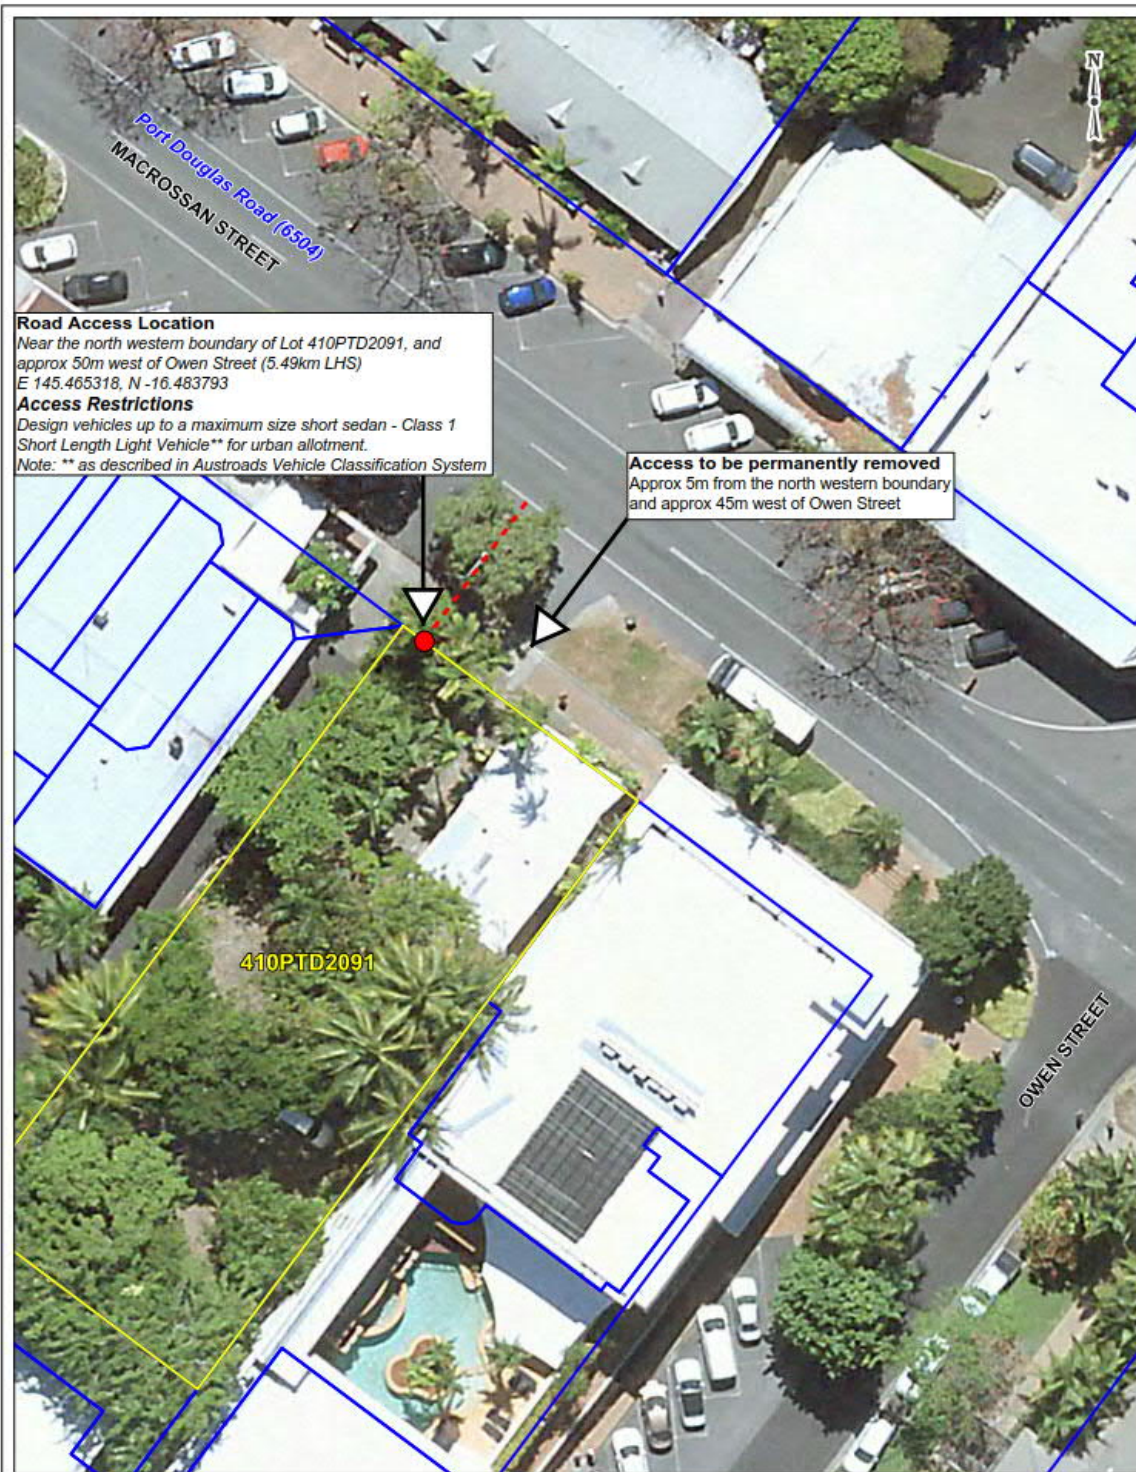 N
Port Douglas Road (6504)
MACROSSAN STREET
Road Access Location
Near the north western boundary of Lot 410PTD2091, and
approx 50m west of Owen Street (5.49km LHS)
E 145.465318, N -16.483793
Access Restrictions
Design vehicles up to a maximum size short sedan - Class 1
Short Length Light Vehicle** for urban allotment.
Note: ** as described in Austroads Vehicle Classification System
Access to be permanently removed
Approx 5m from the north western boundary
and approx 45m west of Owen Street
410PTD2091
OWEN STREET